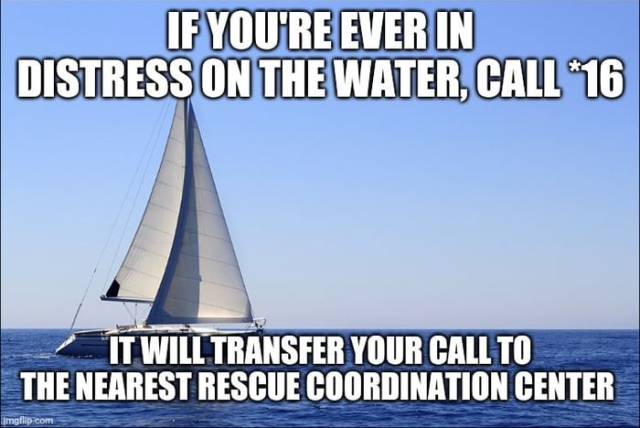 IF YOU'RE EVER IN
DISTRESS ON THE WATER, CALL *16
IT WILL TRANSFER YOUR CALL TO
THE NEAREST RESCUE COORDINATION CENTER
imgflip.com